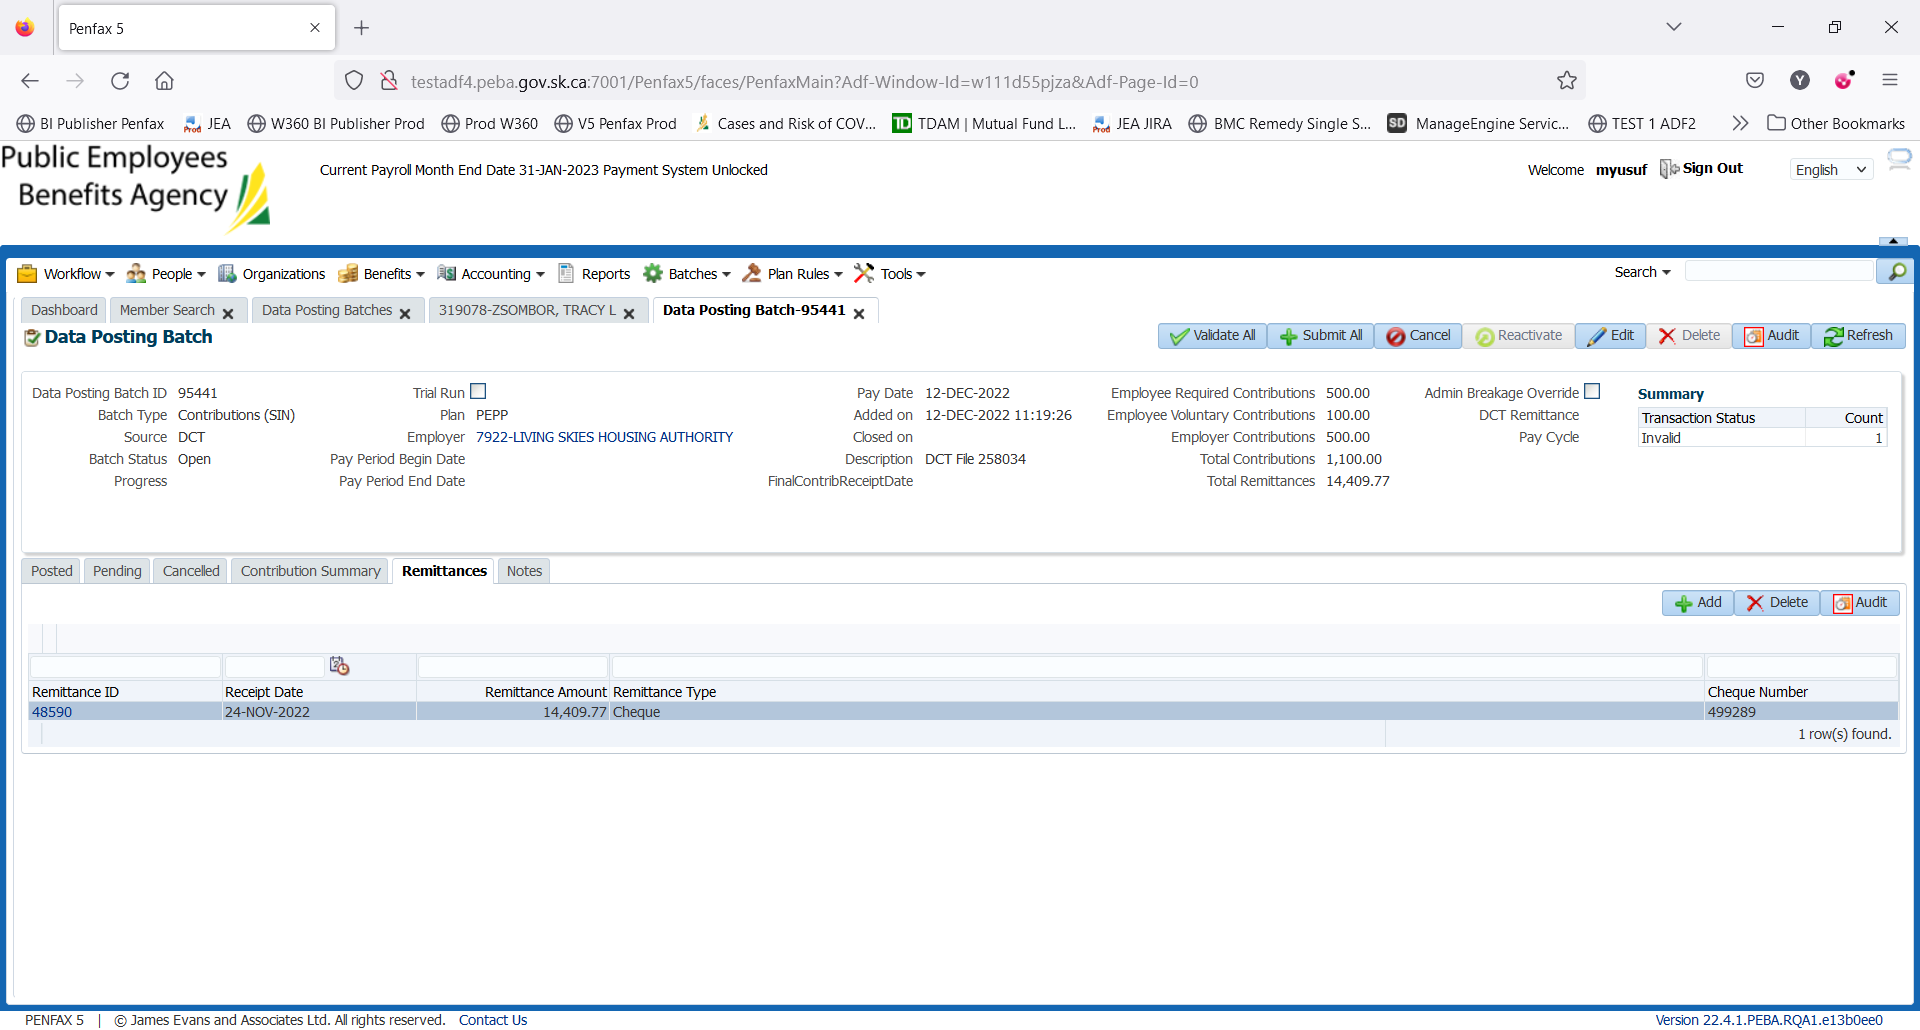 Penfax 5
testadf4.peba.gov.sk.ca:7001/Penfax5/faces/PenfaxMain?Adf-Window-Id=w111d55pjza&Adf-Page-Id=0
Y
BI Publisher Penfax JEA W360 BI Publisher Prod Prod W360 V5 Penfax Prod Cases and Risk of COV... TD TDAM | Mutual Fund L... JEA JIRA BMC Remedy Single S... SD ManageEngine Servic... TEST 1 ADF2 Other Bookmarks
Public Employees
Benefits Agency
Current Payroll Month End Date 31-JAN-2023 Payment System Unlocked
Welcome myusuf Sign Out English
Workflow People Organizations Benefits Accounting Reports Batches Plan Rules Tools Search
Dashboard Member Search Data Posting Batches 319078-ZSOMBOR, TRACY L Data Posting Batch-95441
Data Posting Batch
Validate All Submit All Cancel Reactivate Edit Delete Audit Refresh
Data Posting Batch ID 95441 Trial Run Pay Date 12-DEC-2022 Employee Required Contributions 500.00 Admin Breakage Override Summary
Batch Type Contributions (SIN) Plan PEPP Added on 12-DEC-2022 11:19:26 Employee Voluntary Contributions 100.00 DCT Remittance Transaction Status Count
Source DCT Employer 7922-LIVING SKIES HOUSING AUTHORITY Closed on Employer Contributions 500.00 Pay Cycle Invalid 1
Batch Status Open Pay Period Begin Date Description DCT File 258034 Total Contributions 1,100.00
Progress Pay Period End Date FinalContribReceiptDate Total Remittances 14,409.77
Posted Pending Cancelled Contribution Summary Remittances Notes
Add Delete Audit
Remittance ID Receipt Date Remittance Amount Remittance Type Cheque Number
48590 24-NOV-2022 14,409.77 Cheque 499289
1 row(s) found.
PENFAX 5 | © James Evans and Associates Ltd. All rights reserved. Contact Us Version 22.4.1.PEBA.RQA1.e13b0ee0